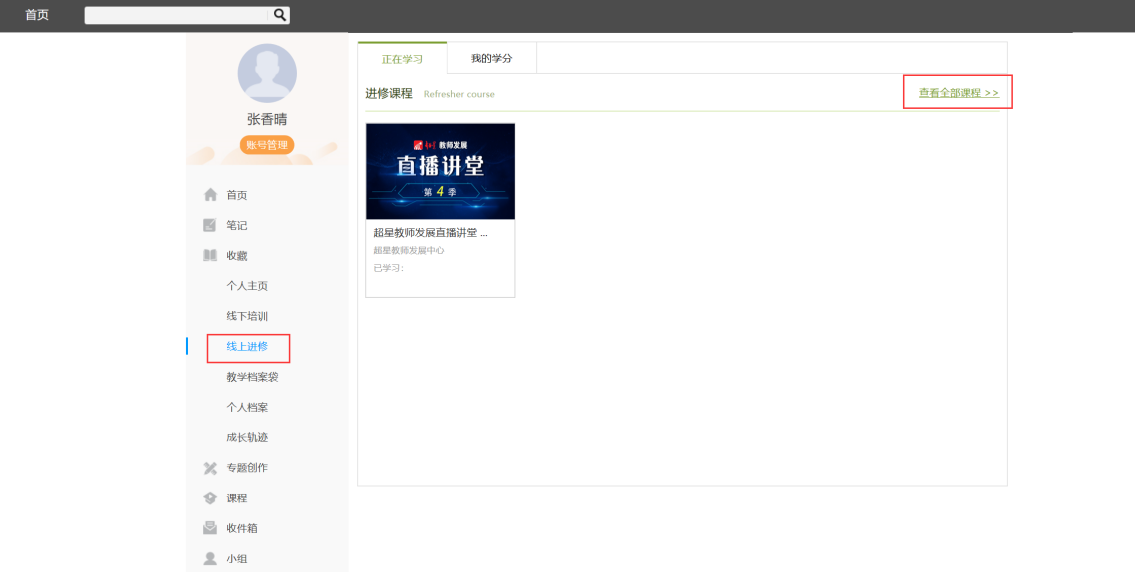 首页
张香晴
账号管理
首页
笔记
收藏
个人主页
线下培训
线上进修
教学档案袋
个人档案
成长轨迹
专题创作
课程
收件箱
小组
正在学习
我的学分
进修课程 Refresher course
查看全部课程 >>
教师发展
直播讲堂
第 4 季
超星教师发展直播讲堂 ...
超星教师发展中心
已学习: